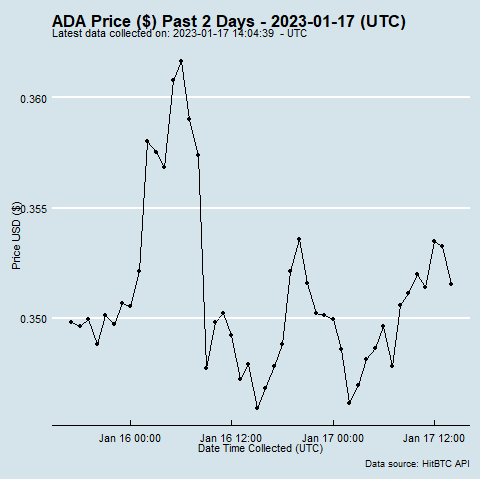 ADA Price ($) Past 2 Days - 2023-01-17 (UTC)
Latest data collected on: 2023-01-17 14:04:39  - UTC
0.360
0.355
0.350
Price USD ($)
Jan 16 00:00
Jan 16 12:00
Jan 17 00:00
Jan 17 12:00
Date Time Collected (UTC)
Data source: HitBTC API